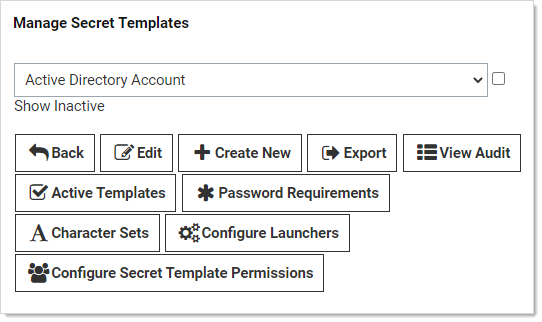 Manage Secret Templates
Active Directory Account
Show Inactive
Back Edit Create New Export View Audit
Active Templates Password Requirements
Character Sets Configure Launchers
Configure Secret Template Permissions